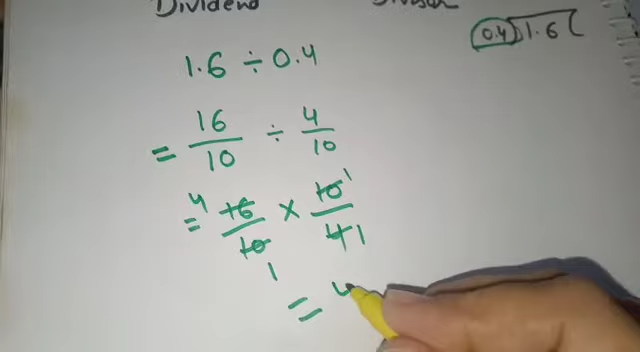 Dividend Divisor
0.4)1.6(
1.6 ÷ 0.4
= 16/10 ÷ 4/10
= 4 16/10 1 × 10/4 1 1
= 4